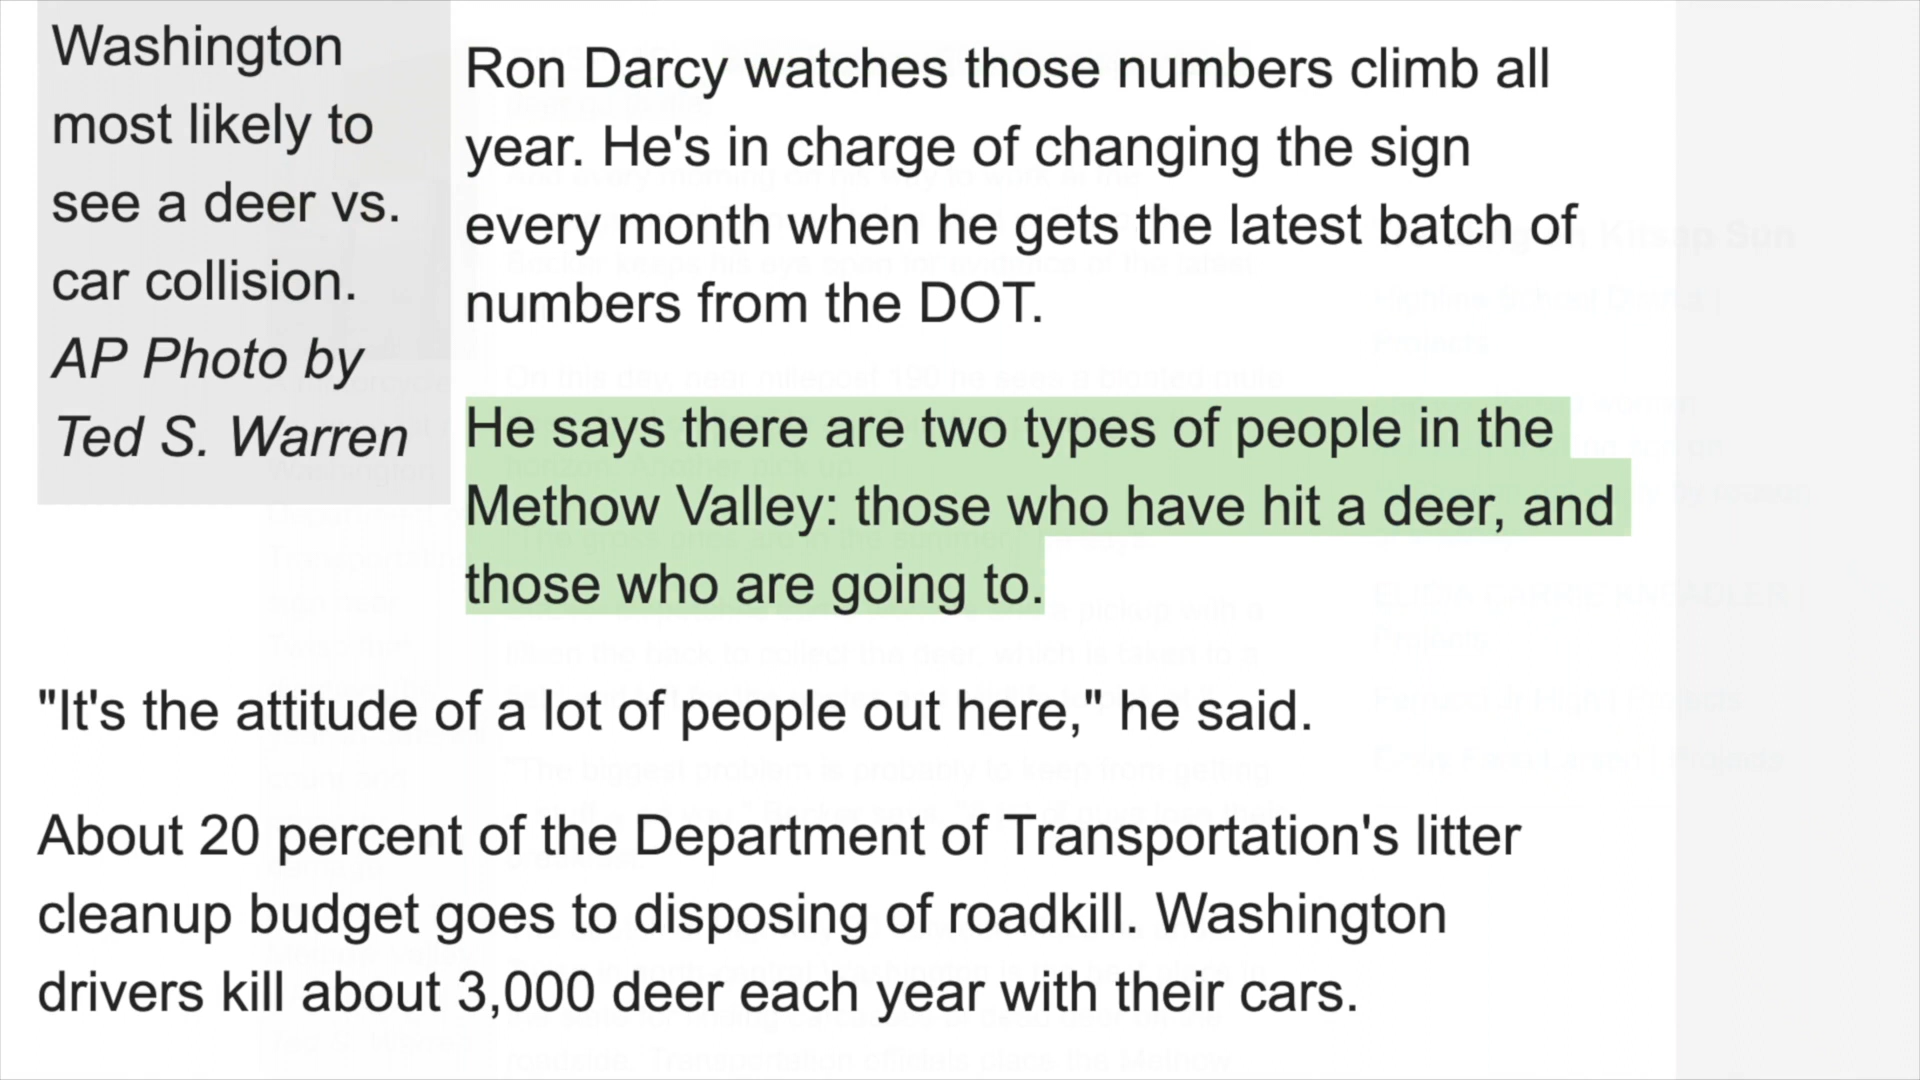 Washington
most likely to
see a deer vs.
car collision.
AP Photo by
Ted S. Warren
Ron Darcy watches those numbers climb all
year. He's in charge of changing the sign
every month when he gets the latest batch of
numbers from the DOT.
He says there are two types of people in the
Methow Valley: those who have hit a deer, and
those who are going to.
"It's the attitude of a lot of people out here," he said.
About 20 percent of the Department of Transportation's litter
cleanup budget goes to disposing of roadkill. Washington
drivers kill about 3,000 deer each year with their cars.